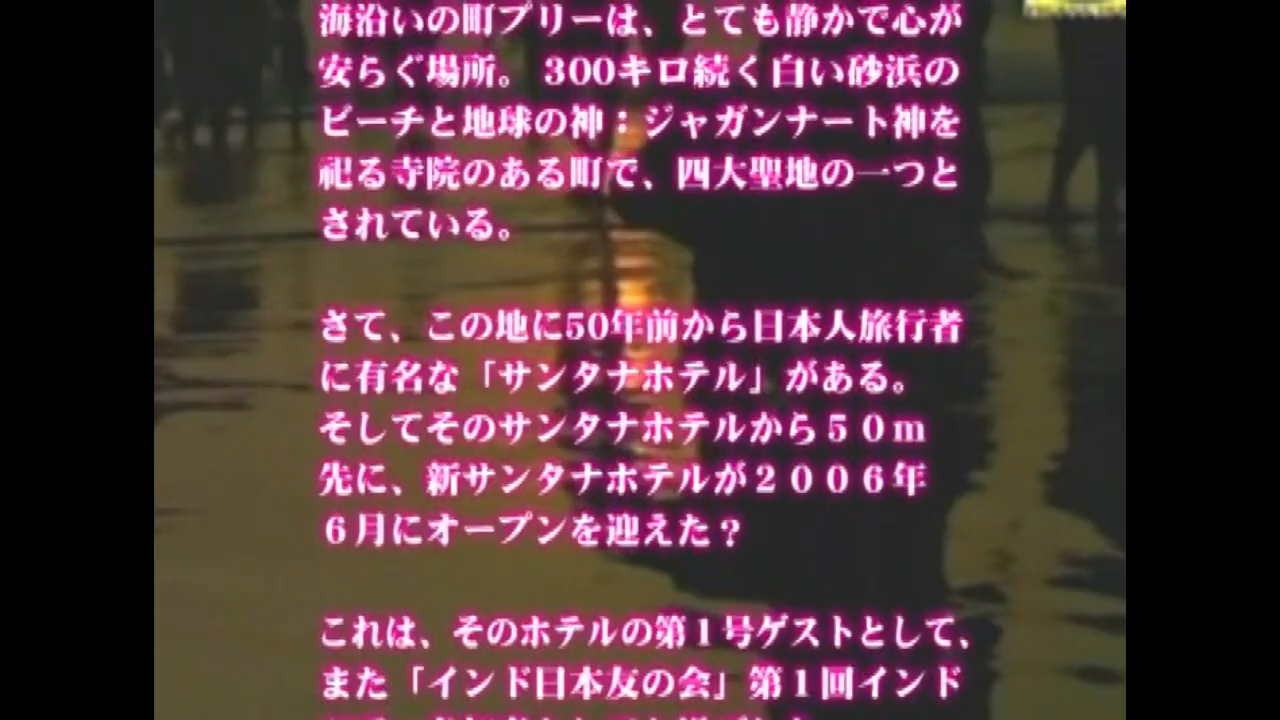 海沿いの町プリーは、とても静かで心が
安らぐ場所。300キロ続く白い砂浜の
ビーチと地球の神：ジャガンナート神を
祀る寺院のある町で、四大聖地の一つと
されている。
さて、この地に50年前から日本人旅行者
に有名な「サンタナホテル」がある。
そしてそのサンタナホテルから５０ｍ
先に、新サンタナホテルが２００６年
６月にオープンを迎えた？
これは、そのホテルの第１号ゲストとして、
また「インド日本友の会」第１回インド